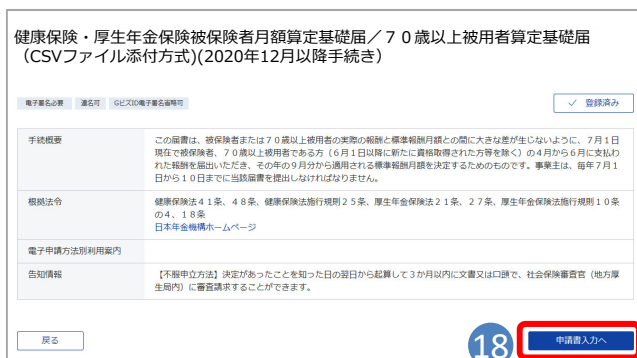 健康保険・厚生年金保険被保険者月額算定基礎届／７０歳以上被用者算定基礎届
（CSVファイル添付方式)(2020年12月以降手続き）
電子署名必要 連名可 GビズID電子署名省略可
✓ 登録済み
手続概要
この届書は、被保険者または７０歳以上被用者の実際の報酬と標準報酬月額との間に大きな差が生じないように、７月１日
現在で被保険者、７０歳以上被用者である方（６月１日以降に新たに資格取得された方等を除く）の４月から６月に支払わ
れた報酬を届出いただき、その年の９月分から適用される標準報酬月額を決定するためのものです。事業主は、毎年７月１
日から１０日までに当該届書を提出しなければなりません。
根拠法令
健康保険法４１条、４８条、健康保険法施行規則２５条、厚生年金保険法２１条、２７条、厚生年金保険法施行規則１０条
の４、１８条
日本年金機構ホームページ
電子申請方法別利用案内
告知情報
【不服申立方法】決定があったことを知った日の翌日から起算して３か月以内に文書又は口頭で、社会保険審査官（地方厚
生局内）に審査請求することができます。
戻る
18
申請書入力へ